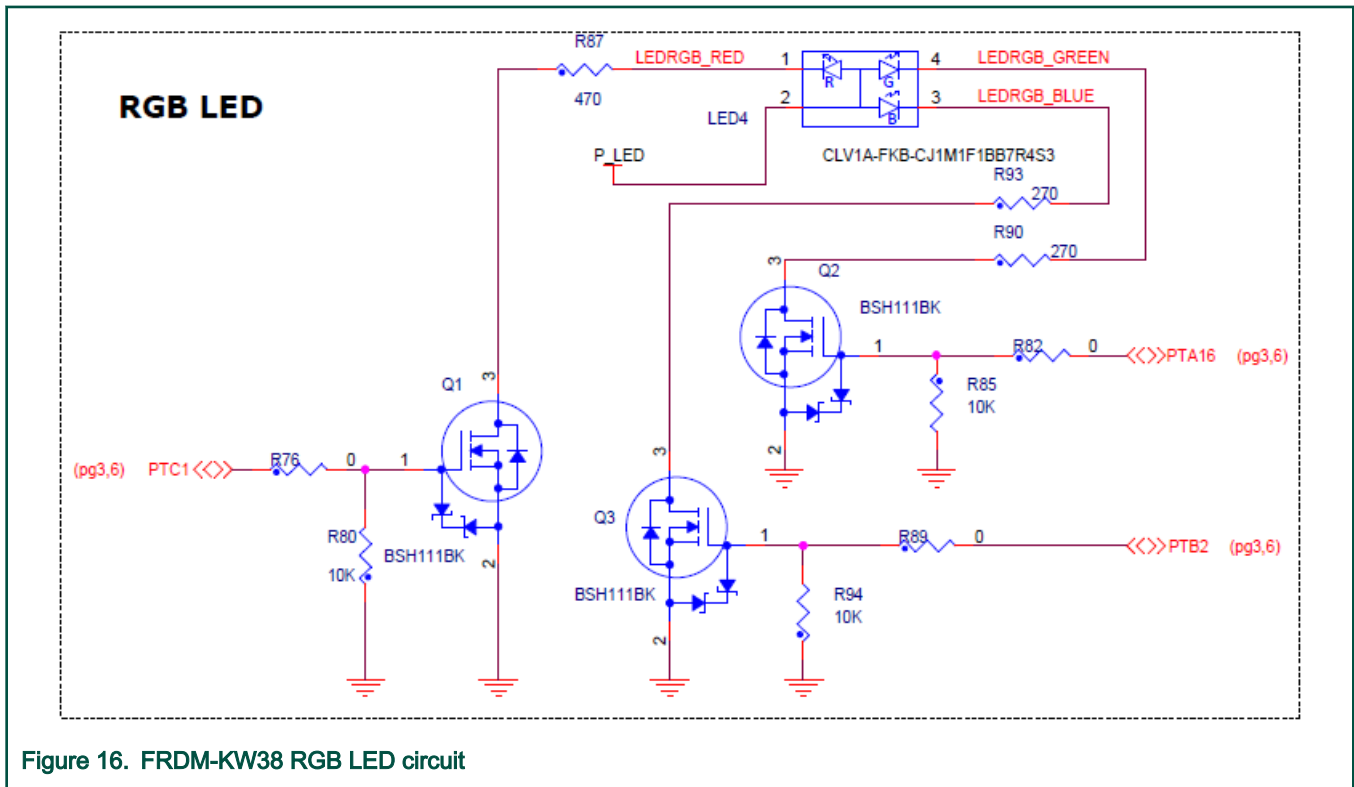 R87
LEDRGB_RED
1
4
LEDRGB_GREEN
R
G
RGB LED
470
2
3
LEDRGB_BLUE
LED4
B
P_LED
CLV1A-FKB-CJ1M1F1BB7R4S3
R93
270
R90
270
3
Q2
BSH111BK
1
R82
0
PTA16
(pg3,6)
R85
10K
2
3
Q1
(pg3,6)
PTC1
R76
0
1
R80
10K
BSH111BK
2
3
Q3
1
R89
0
PTB2
(pg3,6)
BSH111BK
R94
10K
2
Figure 16. FRDM-KW38 RGB LED circuit